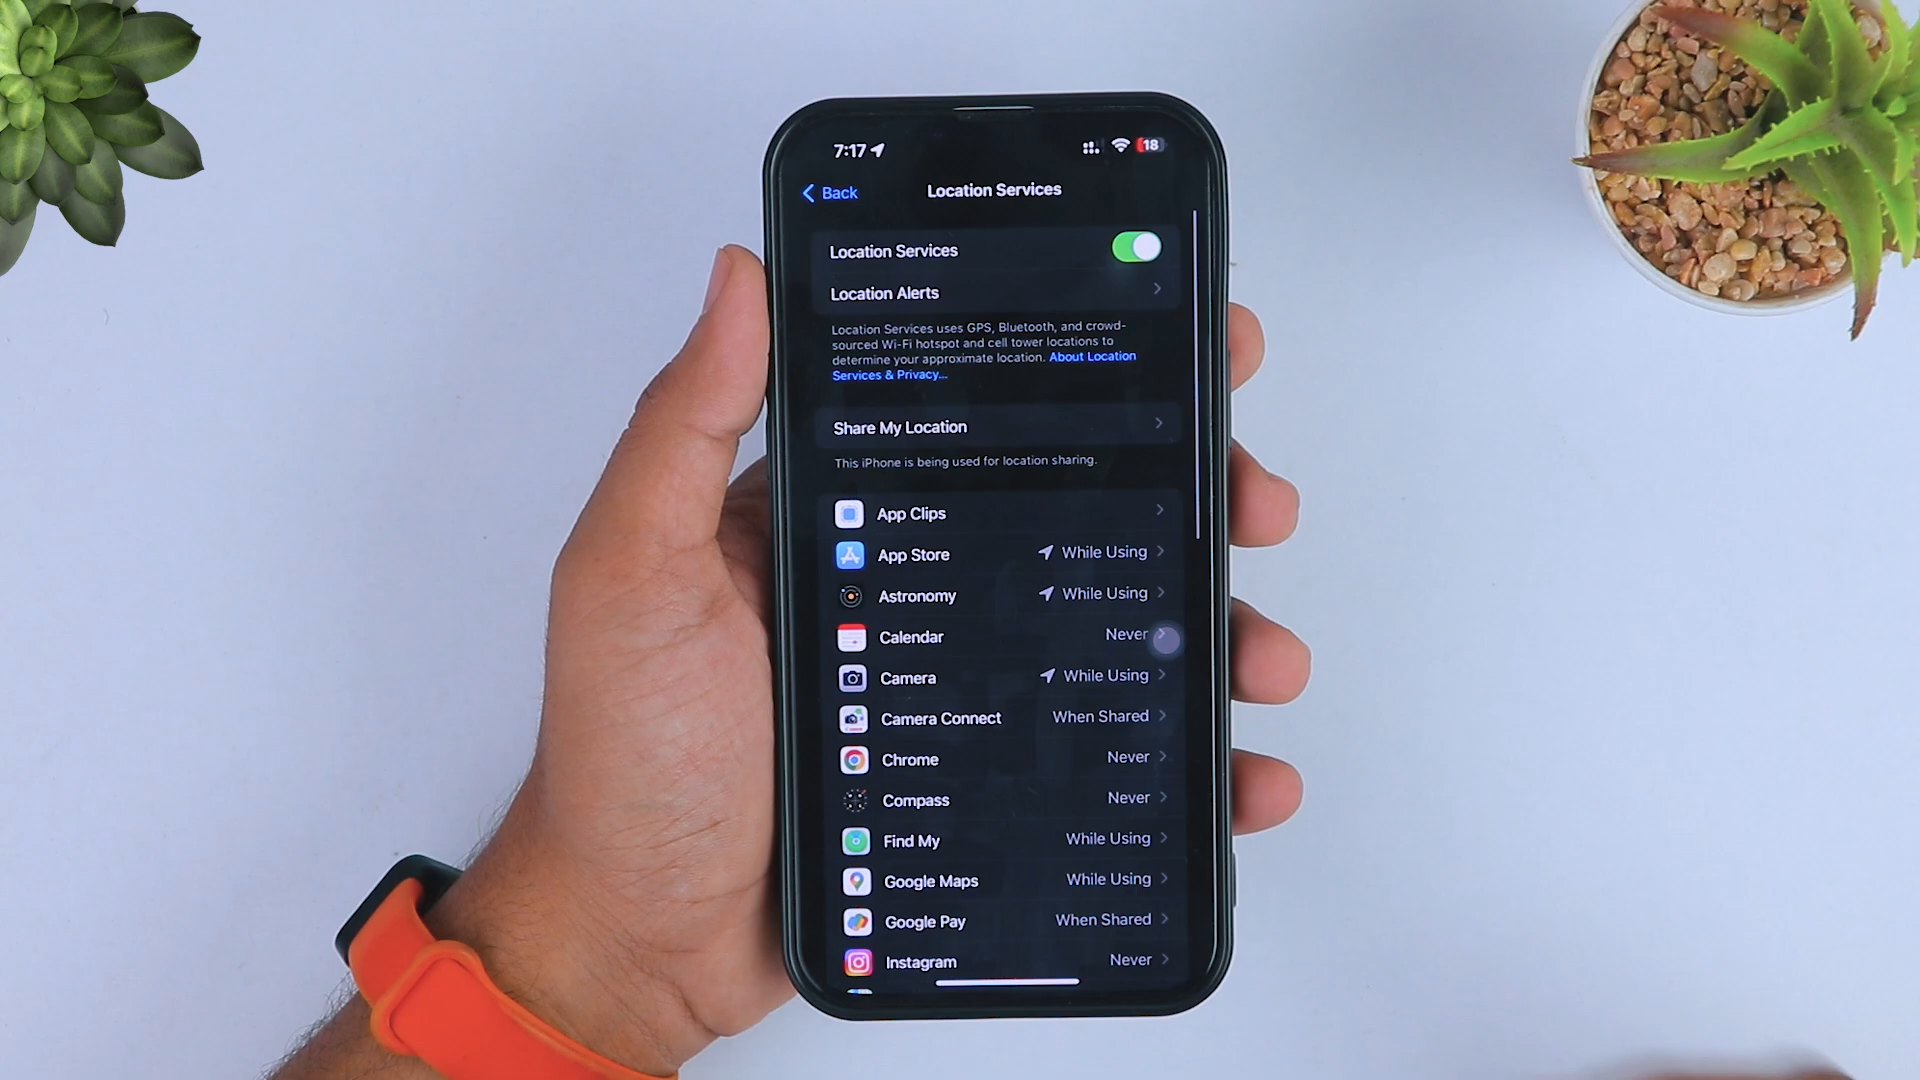 7:17
18
Back
Location Services
Location Services
Location Alerts
Location Services uses GPS, Bluetooth, and crowd-
sourced Wi-Fi hotspot and cell tower locations to
determine your approximate location. About Location
Services & Privacy...
Share My Location
This iPhone is being used for location sharing.
App Clips
App Store While Using
Astronomy While Using
Calendar Never
Camera While Using
Camera Connect When Shared
Chrome Never
Compass Never
Find My While Using
Google Maps While Using
Google Pay When Shared
Instagram Never